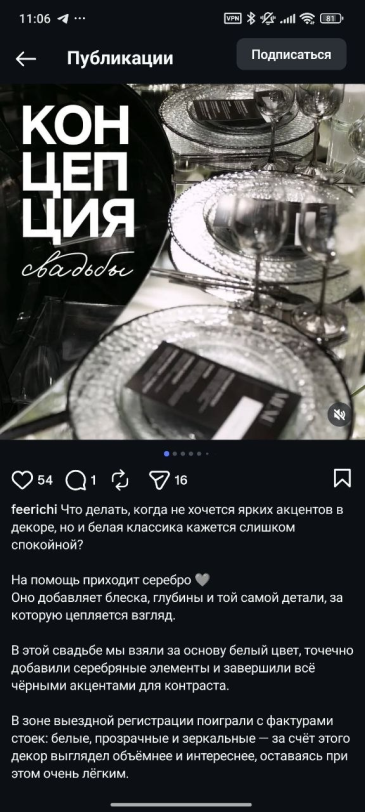 11:06
VPN
81
Публикации
Подписаться
КОН
ЦЕП
ЦИЯ
свадьбы
MENU
54 1 16
feerichi Что делать, когда не хочется ярких акцентов в
декоре, но и белая классика кажется слишком
спокойной?
На помощь приходит серебро 🩶
Оно добавляет блеска, глубины и той самой детали, за
которую цепляется взгляд.
В этой свадьбе мы взяли за основу белый цвет, точечно
добавили серебряные элементы и завершили всё
чёрными акцентами для контраста.
В зоне выездной регистрации поиграли с фактурами
стоек: белые, прозрачные и зеркальные — за счёт этого
декор выглядел объёмнее и интереснее, оставаясь при
этом очень лёгким.